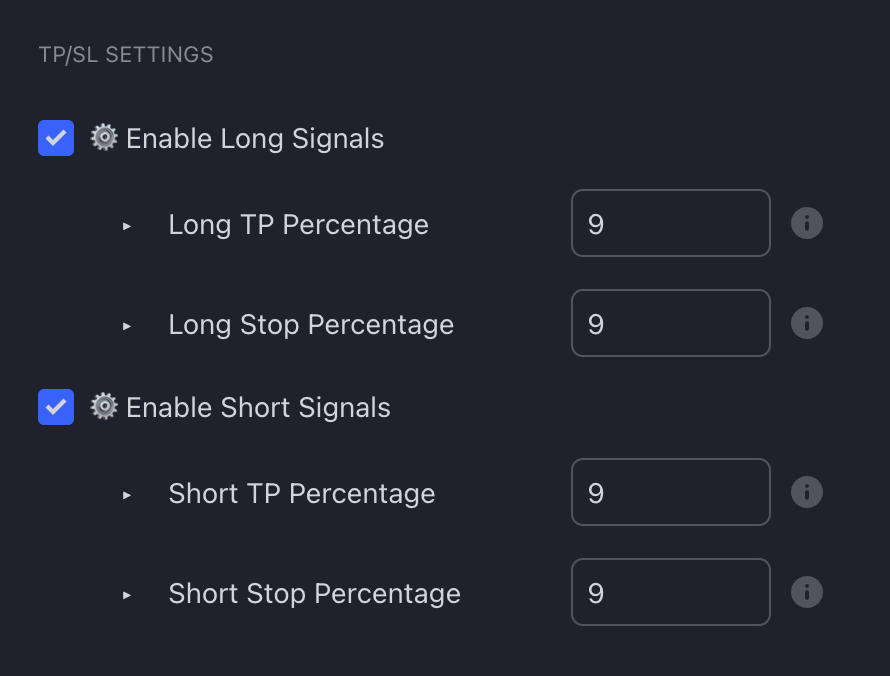 TP/SL SETTINGS
⚙️ Enable Long Signals
▸ Long TP Percentage 9
▸ Long Stop Percentage 9
⚙️ Enable Short Signals
▸ Short TP Percentage 9
▸ Short Stop Percentage 9